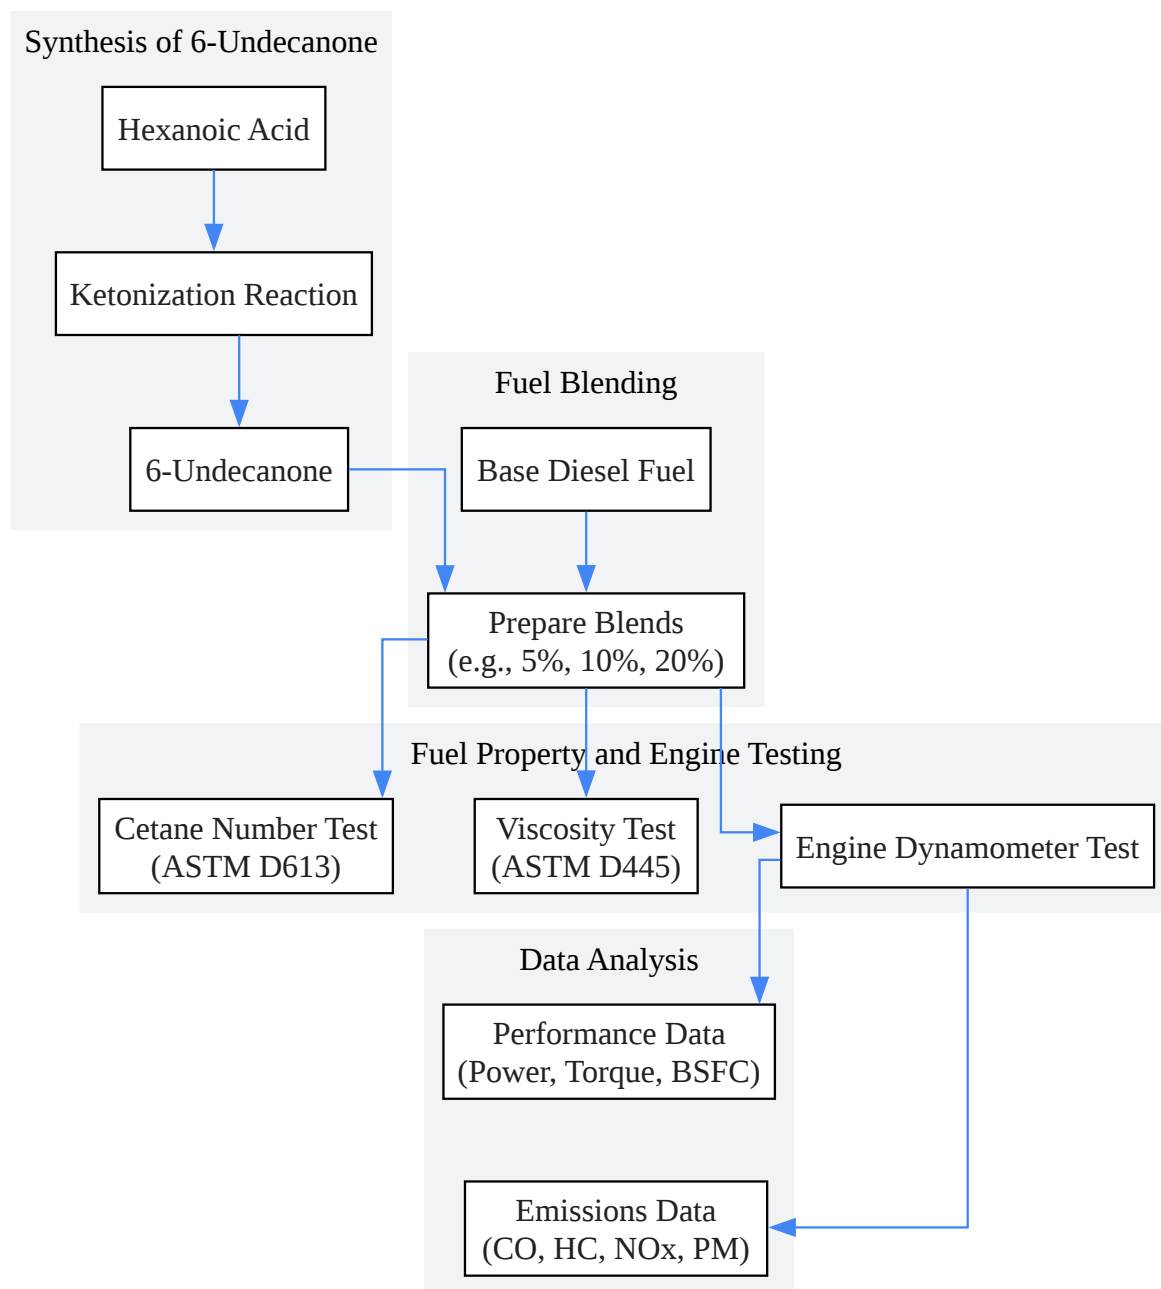 Synthesis of 6-Undecanone
Hexanoic Acid
Ketonization Reaction
6-Undecanone
Fuel Blending
Base Diesel Fuel
Prepare Blends
(e.g., 5%, 10%, 20%)
Fuel Property and Engine Testing
Cetane Number Test
(ASTM D613)
Viscosity Test
(ASTM D445)
Engine Dynamometer Test
Data Analysis
Performance Data
(Power, Torque, BSFC)
Emissions Data
(CO, HC, NOx, PM)